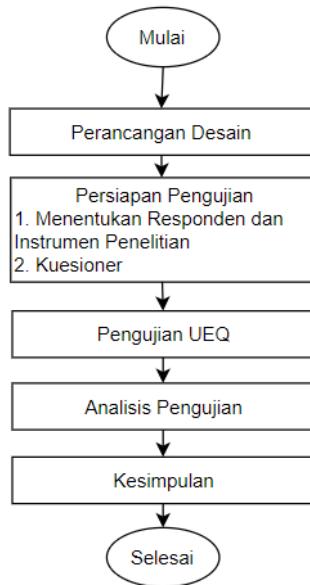 Mulai
Perancangan Desain
Persiapan Pengujian
1. Menentukan Responden dan
Instrumen Penelitian
2. Kuesioner
Pengujian UEQ
Analisis Pengujian
Kesimpulan
Selesai